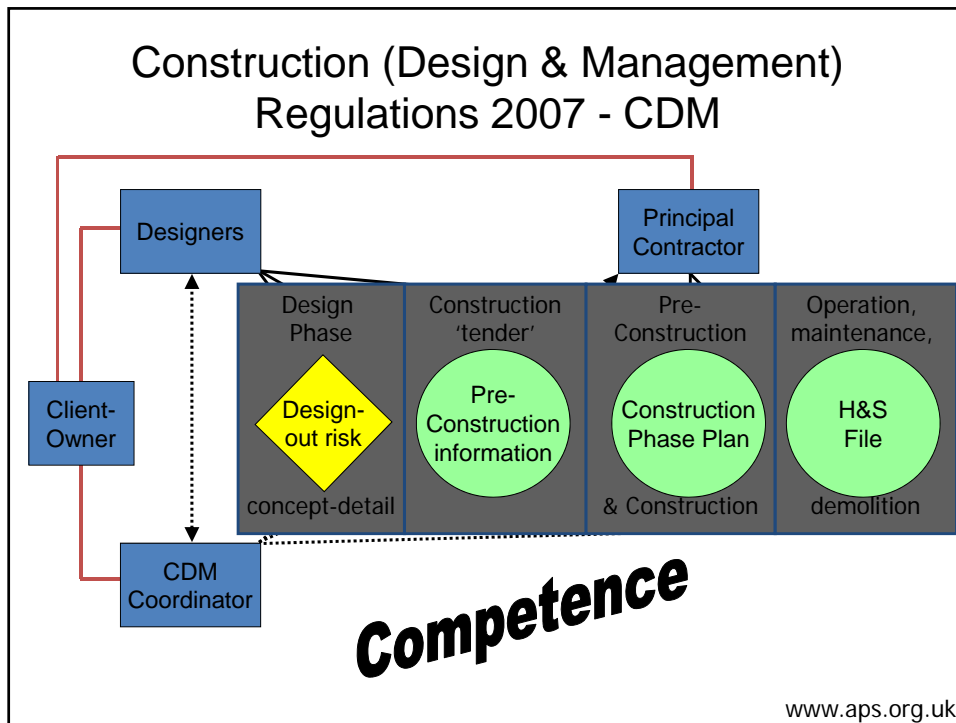 Construction (Design & Management)
Regulations 2007 - CDM
Designers
Principal
Contractor
Design
Phase
Construction
‘tender’
Pre-
Construction
Operation,
maintenance,
Client-
Owner
Design-
out risk
Pre-
Construction
information
Construction
Phase Plan
H&S
File
concept-detail
& Construction
demolition
CDM
Coordinator
Competence
www.aps.org.uk